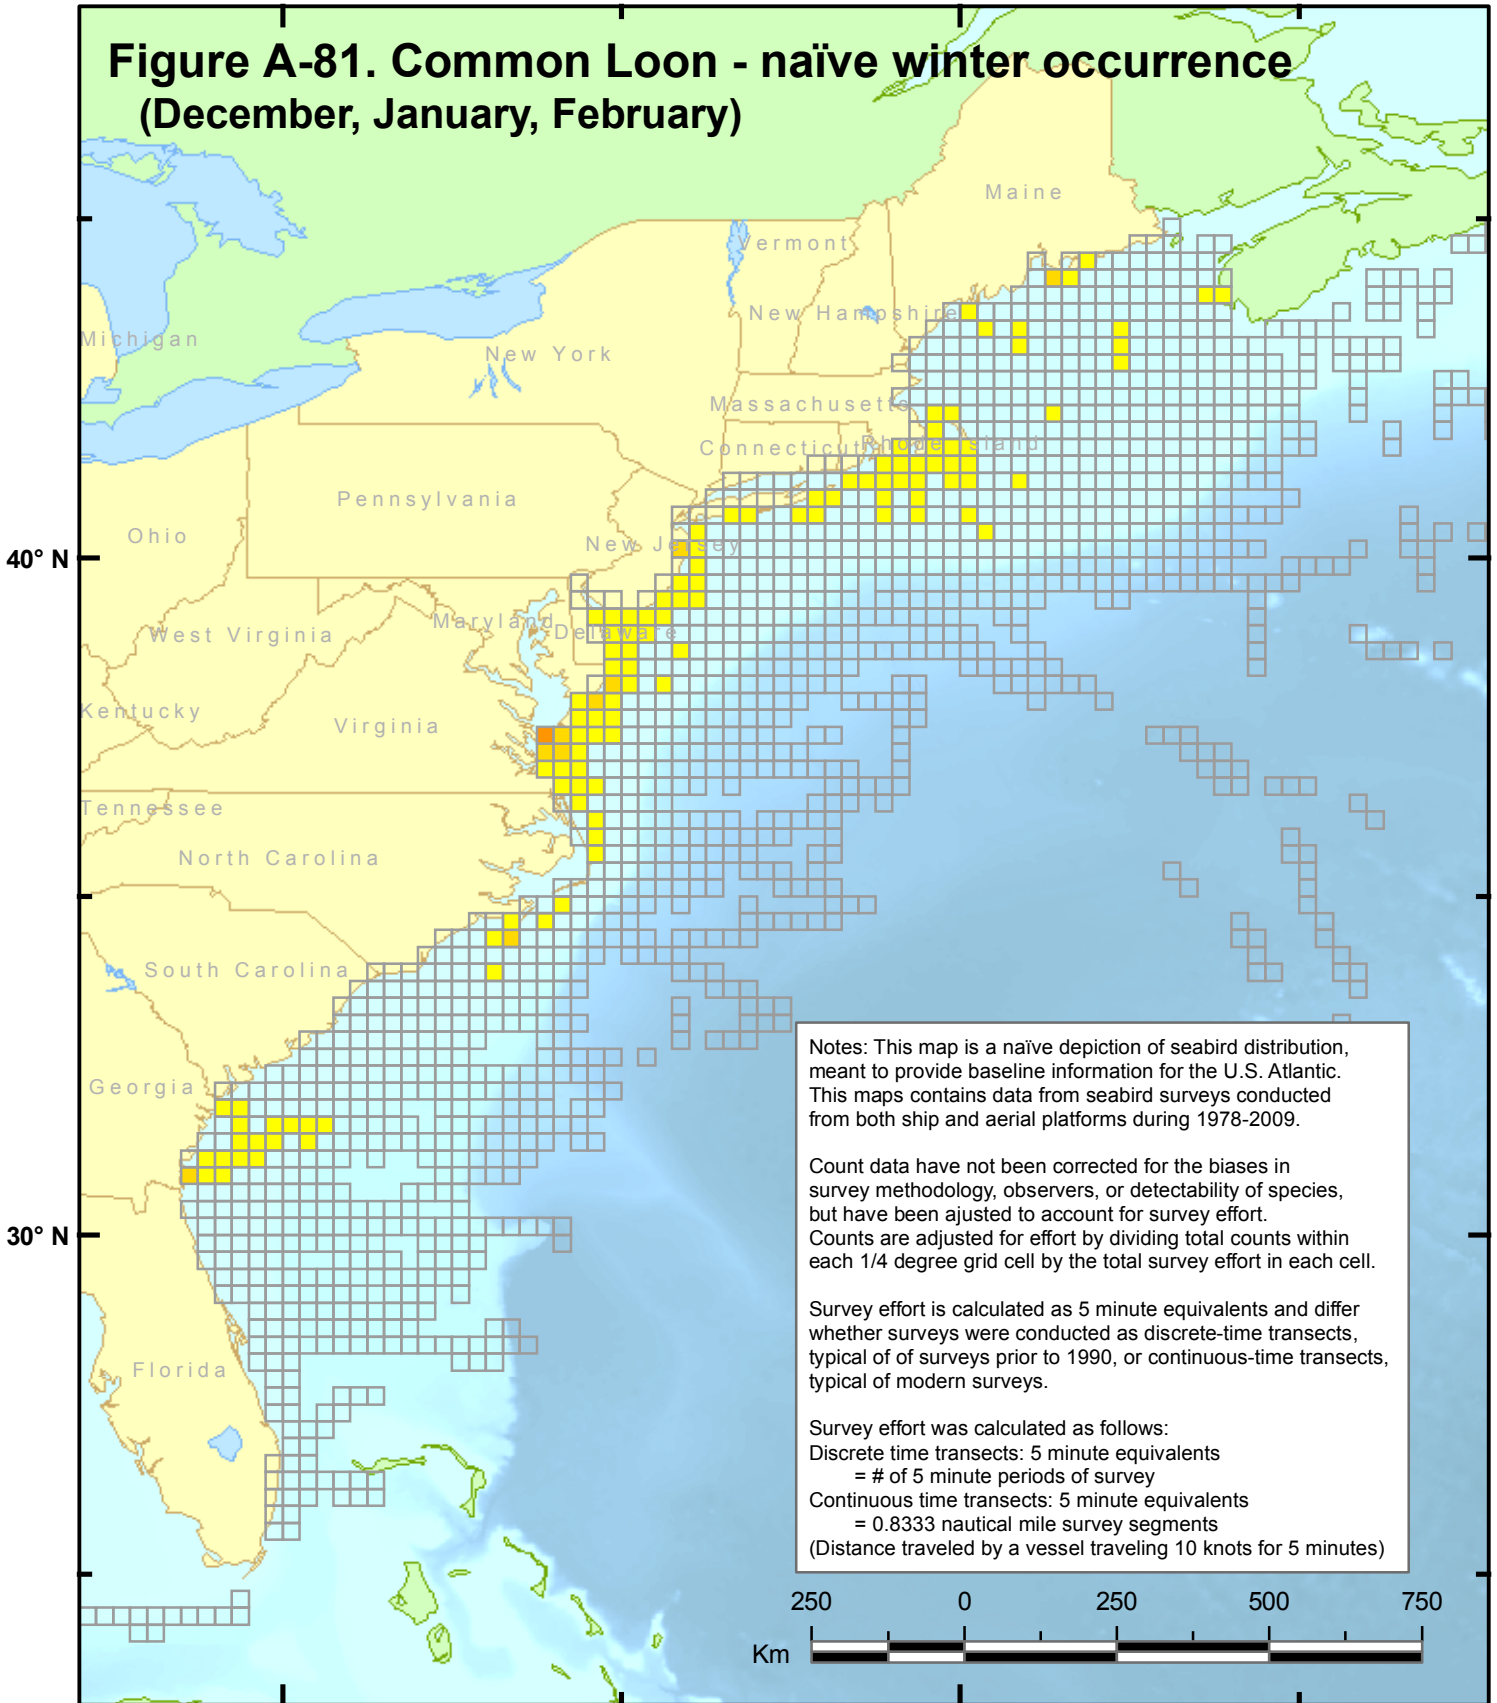 Figure A-81. Common Loon - naïve winter occurrence
(December, January, February)
Maine
Vermont
New Hampshire
Michigan
New York
Massachusetts
Connecticut
Rhode Island
Pennsylvania
Ohio
New Jersey
40° N
Maryland
Delaware
West Virginia
Kentucky
Virginia
Tennessee
North Carolina
South Carolina
Georgia
30° N
Florida
Notes: This map is a naïve depiction of seabird distribution,
meant to provide baseline information for the U.S. Atlantic.
This maps contains data from seabird surveys conducted
from both ship and aerial platforms during 1978-2009.
Count data have not been corrected for the biases in
survey methodology, observers, or detectability of species,
but have been ajusted to account for survey effort.
Counts are adjusted for effort by dividing total counts within
each 1/4 degree grid cell by the total survey effort in each cell.
Survey effort is calculated as 5 minute equivalents and differ
whether surveys were conducted as discrete-time transects,
typical of of surveys prior to 1990, or continuous-time transects,
typical of modern surveys.
Survey effort was calculated as follows:
Discrete time transects: 5 minute equivalents
= # of 5 minute periods of survey
Continuous time transects: 5 minute equivalents
= 0.8333 nautical mile survey segments
(Distance traveled by a vessel traveling 10 knots for 5 minutes)
250 0 250 500 750
Km